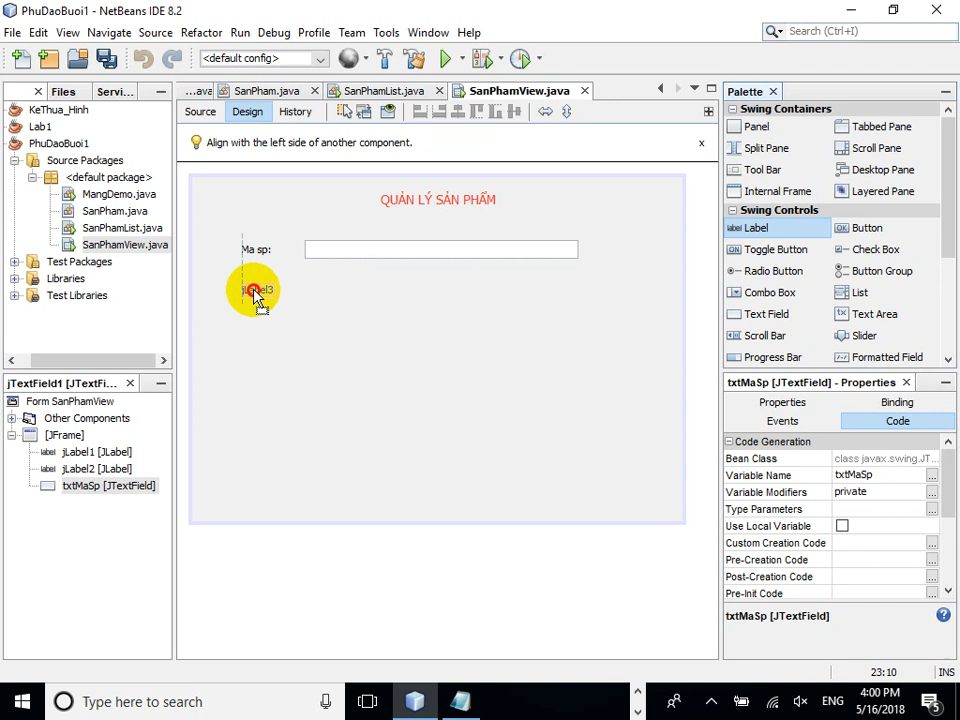 PhuDaoBuoi1 - NetBeans IDE 8.2
File Edit View Navigate Source Refactor Run Debug Profile Team Tools Window Help
Search (Ctrl+I)
<default config>
Files Servi...
...ava SanPham.java SanPhamList.java SanPhamView.java
Palette
Source Design History
Align with the left side of another component. x
KeThua_Hinh
Lab1
PhuDaoBuoi1
Source Packages
<default package>
MangDemo.java
SanPham.java
SanPhamList.java
SanPhamView.java
Test Packages
Libraries
Test Libraries
QUẢN LÝ SẢN PHẨM
Ma sp:
jLabel3
Swing Containers
Panel Tabbed Pane
Split Pane Scroll Pane
Tool Bar Desktop Pane
Internal Frame Layered Pane
Swing Controls
label Label OK Button
ON Toggle Button Check Box
Radio Button Button Group
Combo Box List
Text Field Text Area
Scroll Bar Slider
Progress Bar Formatted Field
jTextField1 [JTextFi...
Form SanPhamView
Other Components
[JFrame]
label jLabel1 [JLabel]
label jLabel2 [JLabel]
txtMaSp [JTextField]
txtMaSp [JTextField] - Properties
Properties Binding
Events Code
Code Generation
Bean Class class javax.swing.JT...
Variable Name txtMaSp ...
Variable Modifiers private ...
Type Parameters ...
Use Local Variable
Custom Creation Code ...
Pre-Creation Code ...
Post-Creation Code ...
Pre-Init Code ...
txtMaSp [JTextField]
23:10 INS
Type here to search
ENG
4:00 PM
5/16/2018
5